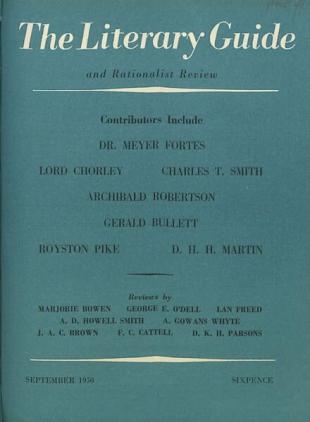 The Literary Guide
and Rationalist Review
Contributors Include
DR. MEYER FORTES
LORD CHORLEY CHARLES T. SMITH
ARCHIBALD ROBERTSON
GERALD BULLETT
ROYSTON PIKE D. H. H. MARTIN
Reviews by
MARJORIE BOWEN GEORGE E. O'DELL IAN FREED
A. D. HOWELL SMITH A. GOWANS WHYTE
J. A. C. BROWN F. C. CATTELL D. K. H. PARSONS
SEPTEMBER 1950 SIXPENCE